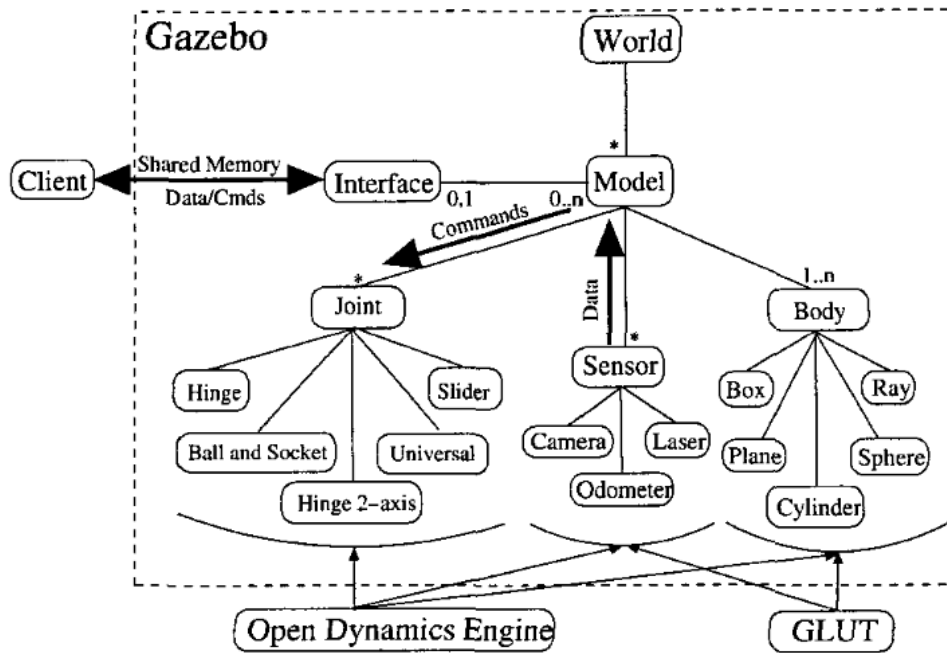 Gazebo
World
*
Shared Memory
Client
Interface
Model
Data/Cmds
0,1
0..n
Commands
*
Data
1..n
Joint
Body
*
Sensor
Hinge
Slider
Box
Ray
Camera
Laser
Ball and Socket
Universal
Plane
Sphere
Odometer
Hinge 2-axis
Cylinder
Open Dynamics Engine
GLUT